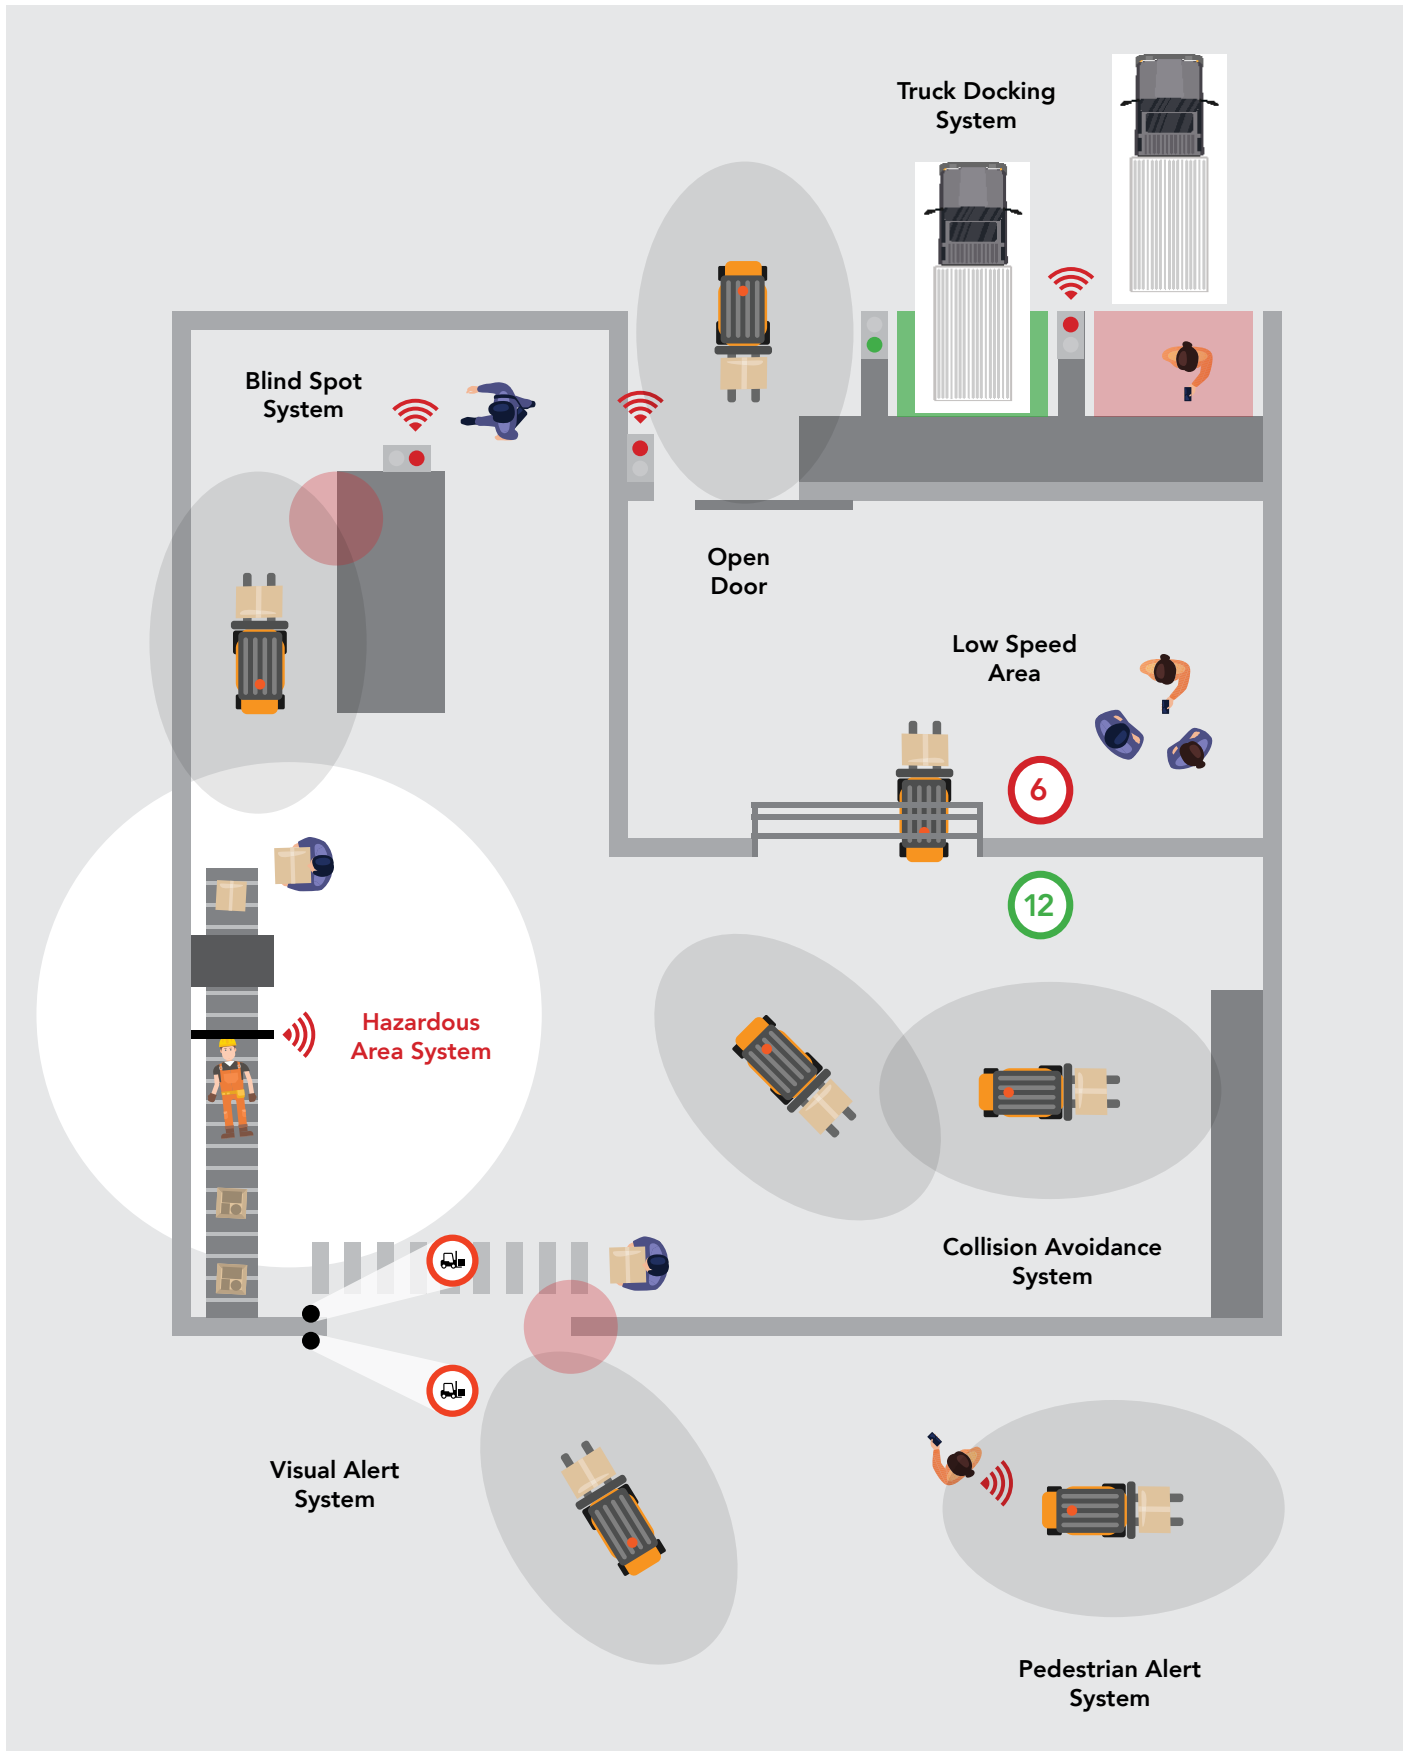 Truck Docking
System
Blind Spot
System
Open
Door
Low Speed
Area
6
12
Hazardous
Area System
Collision Avoidance
System
Visual Alert
System
Pedestrian Alert
System